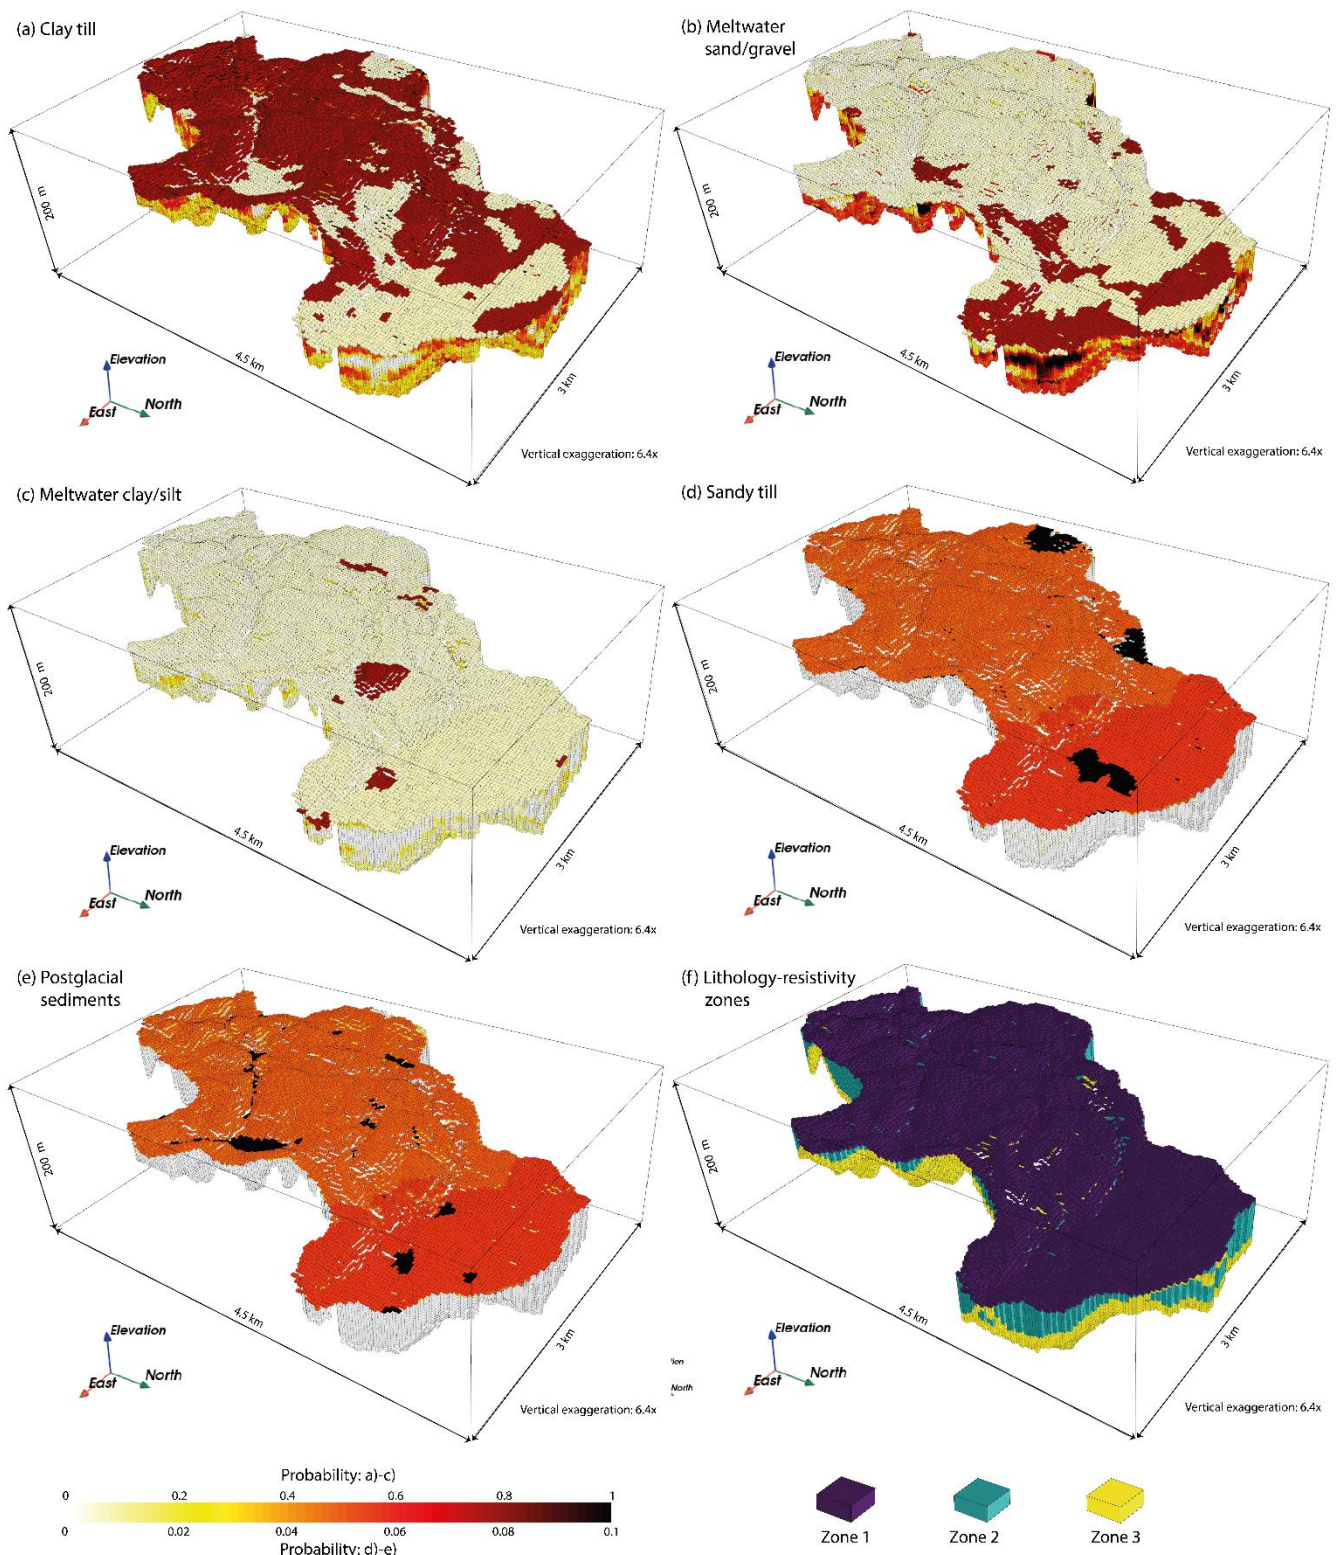 (a) Clay till
200 m
4.5 km
3 km
Elevation
East
North
Vertical exaggeration: 6.4x
(b) Meltwater
sand/gravel
200 m
4.5 km
3 km
Elevation
East
North
Vertical exaggeration: 6.4x
(c) Meltwater clay/silt
200 m
4.5 km
3 km
Elevation
East
North
Vertical exaggeration: 6.4x
(d) Sandy till
200 m
4.5 km
3 km
Elevation
East
North
Vertical exaggeration: 6.4x
(e) Postglacial
sediments
200 m
4.5 km
3 km
Elevation
East
North
Vertical exaggeration: 6.4x
(f) Lithology-resistivity
zones
200 m
4.5 km
3 km
Elevation
East
North
North
Vertical exaggeration: 6.4x
Probability: a)-c)
0 0.2 0.4 0.6 0.8 1
0 0.02 0.04 0.06 0.08 0.1
Probability: d)-e)
Zone 1 Zone 2 Zone 3